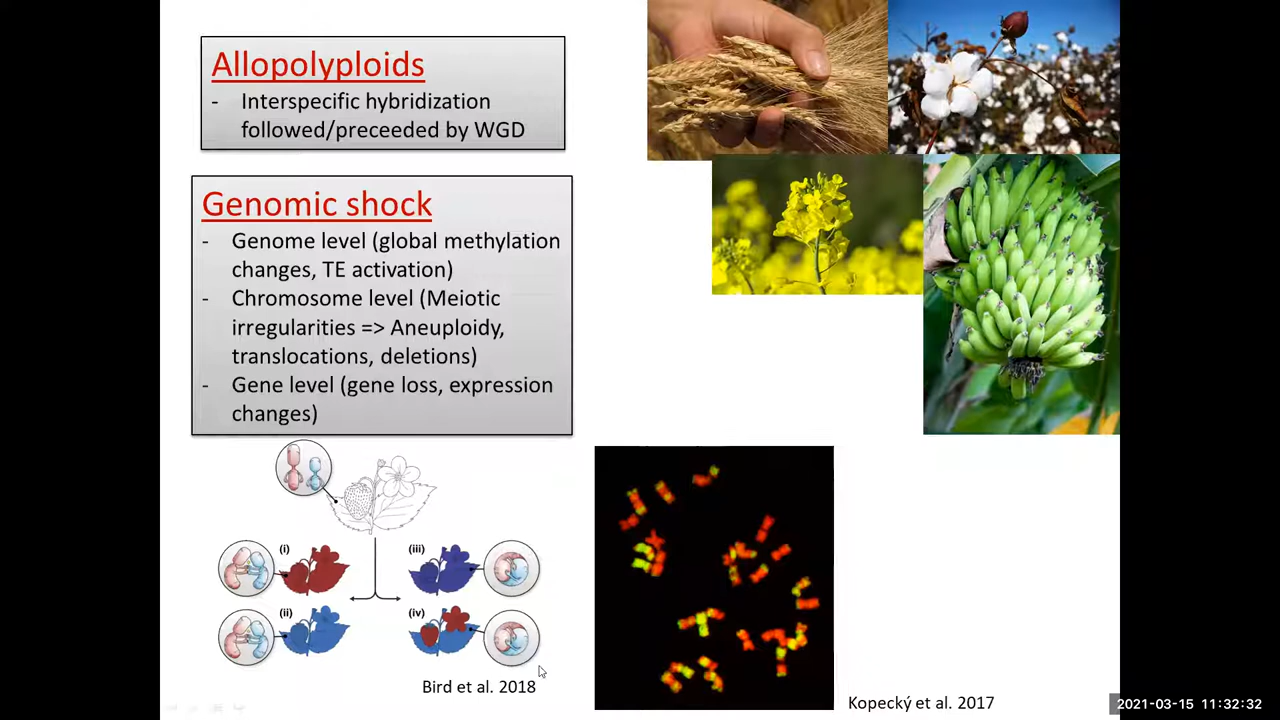 Allopolyploids
- Interspecific hybridization
followed/preceeded by WGD
Genomic shock
- Genome level (global methylation
changes, TE activation)
- Chromosome level (Meiotic
irregularities => Aneuploidy,
translocations, deletions)
- Gene level (gene loss, expression
changes)
(i)
(iii)
(ii)
(iv)
Bird et al. 2018
Kopecký et al. 2017
2021-03-15 11:32:32